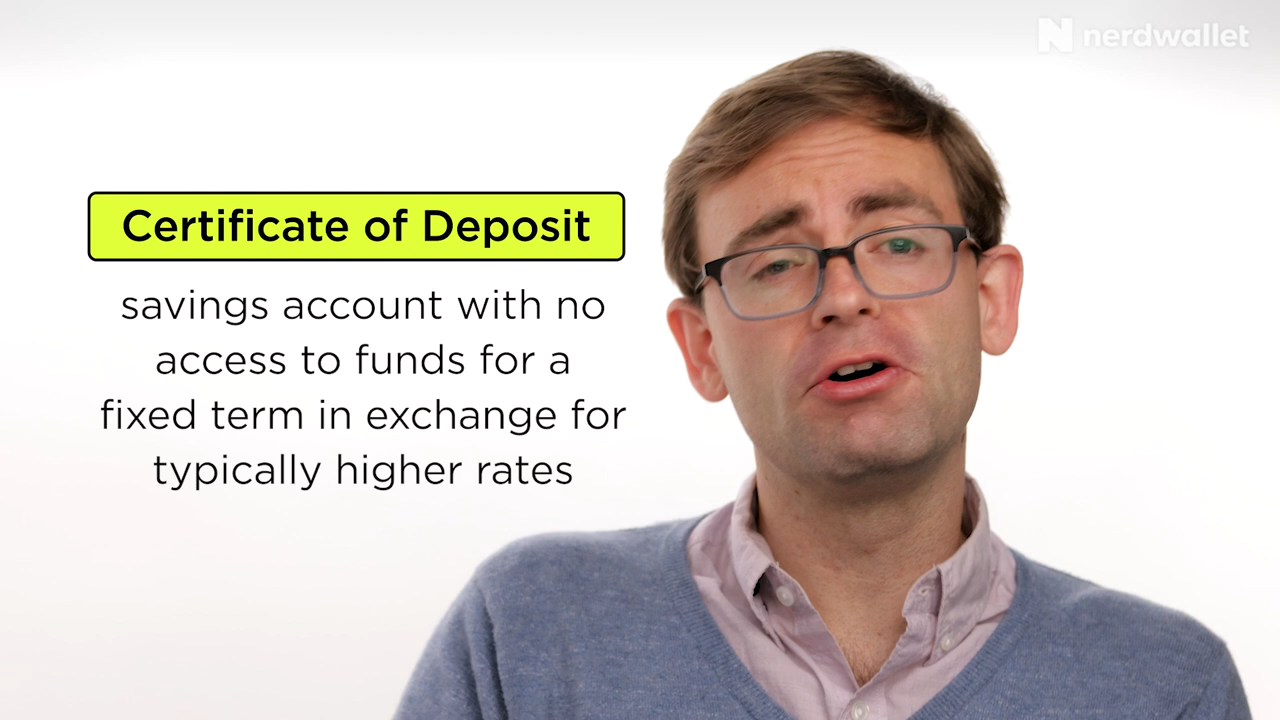 nerdwallet
Certificate of Deposit
savings account with no
access to funds for a
fixed term in exchange for
typically higher rates